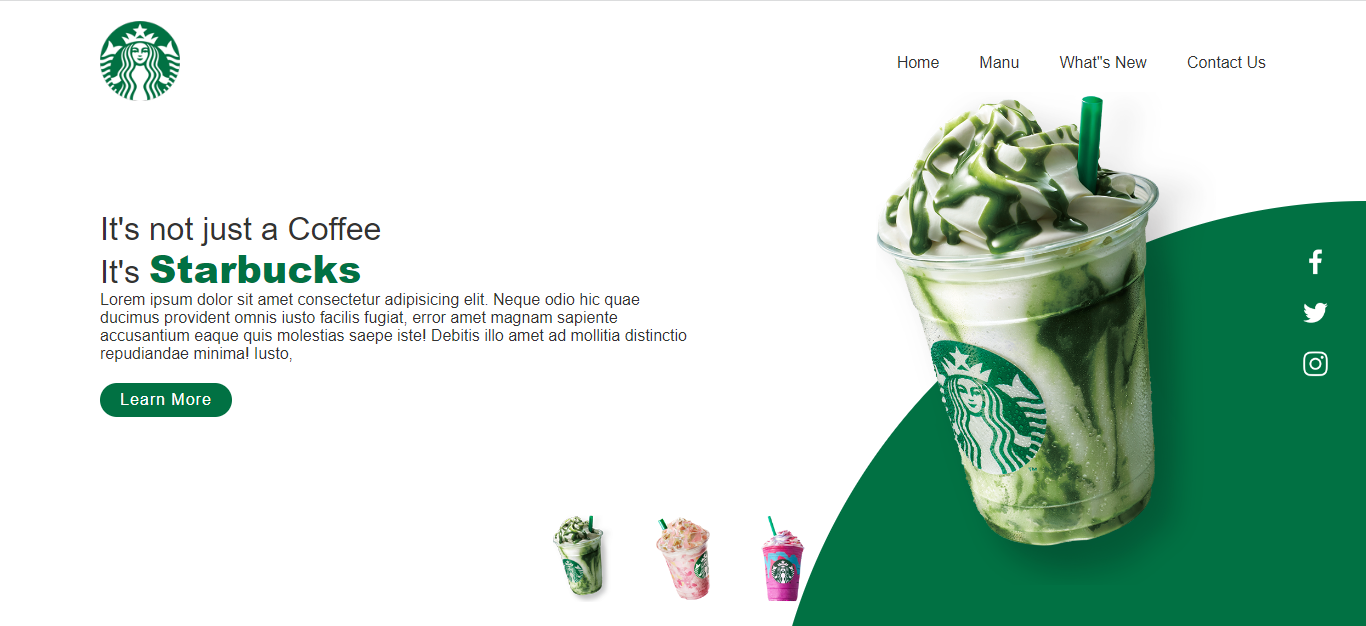 Home Manu What"s New Contact Us
It's not just a Coffee
It's Starbucks
Lorem ipsum dolor sit amet consectetur adipisicing elit. Neque odio hic quae
ducimus provident omnis iusto facilis fugiat, error amet magnam sapiente
accusantium eaque quis molestias saepe iste! Debitis illo amet ad mollitia distinctio
repudiandae minima! Iusto,
Learn More